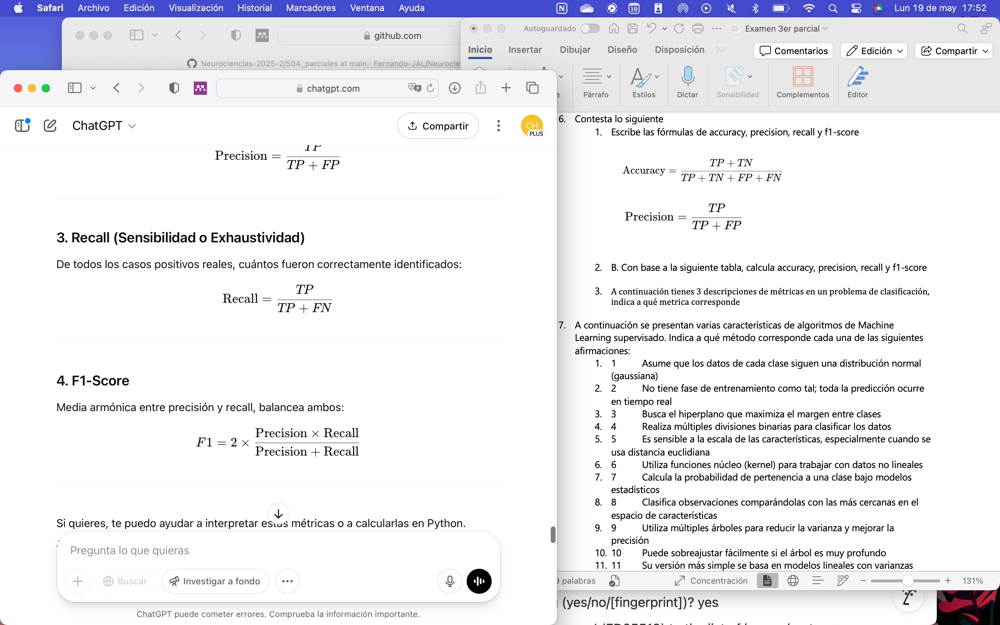 Safari Archivo Edición Visualización Historial Marcadores Ventana Ayuda 19 Lun 19 de may 17:52
github.com
Neurociencias-2025-2/S04_parciales at main · Fernando-JAL/Neurocie
Autoguardado Examen 3er parcial
Inicio Insertar Dibujar Diseño Disposición Comentarios Edición Compartir
Párrafo Estilos Dictar Sensibilidad Complementos Editor
chatgpt.com
ChatGPT Compartir CH PLUS
Precision = TP / TP + FP
3. Recall (Sensibilidad o Exhaustividad)
De todos los casos positivos reales, cuántos fueron correctamente identificados:
Recall = TP / TP + FN
4. F1-Score
Media armónica entre precisión y recall, balancea ambos:
F1 = 2 × Precision × Recall / Precision + Recall
Si quieres, te puedo ayudar a interpretar estas métricas o a calcularlas en Python.
Pregunta lo que quieras
Buscar Investigar a fondo
ChatGPT puede cometer errores. Comprueba la información importante.
6. Contesta lo siguiente
1. Escribe las fórmulas de accuracy, precision, recall y f1-score
Accuracy = TP + TN / TP + TN + FP + FN
Precision = TP / TP + FP
2. B. Con base a la siguiente tabla, calcula accuracy, precision, recall y f1-score
3. A continuación tienes 3 descripciones de métricas en un problema de clasificación,
indica a qué metrica corresponde
7. A continuación se presentan varias características de algoritmos de Machine
Learning supervisado. Indica a qué método corresponde cada una de las siguientes
afirmaciones:
1. 1 Asume que los datos de cada clase siguen una distribución normal
(gaussiana)
2. 2 No tiene fase de entrenamiento como tal; toda la predicción ocurre
en tiempo real
3. 3 Busca el hiperplano que maximiza el margen entre clases
4. 4 Realiza múltiples divisiones binarias para clasificar los datos
5. 5 Es sensible a la escala de las características, especialmente cuando se
usa distancia euclidiana
6. 6 Utiliza funciones núcleo (kernel) para trabajar con datos no lineales
7. 7 Calcula la probabilidad de pertenencia a una clase bajo modelos
estadísticos
8. 8 Clasifica observaciones comparándolas con las más cercanas en el
espacio de características
9. 9 Utiliza múltiples árboles para reducir la varianza y mejorar la
precisión
10. 10 Puede sobreajustar fácilmente si el árbol es muy profundo
11. 11 Su versión más simple se basa en modelos lineales con varianzas
palabras Concentración 131%
(yes/no/[fingerprint])? yes